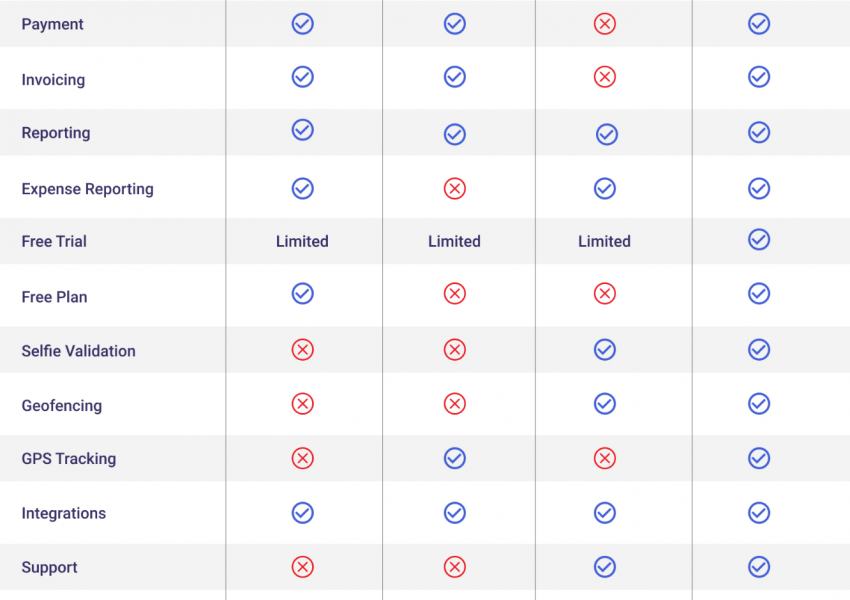 Payment
Invoicing
Reporting
Expense Reporting
Free Trial Limited Limited Limited
Free Plan
Selfie Validation
Geofencing
GPS Tracking
Integrations
Support